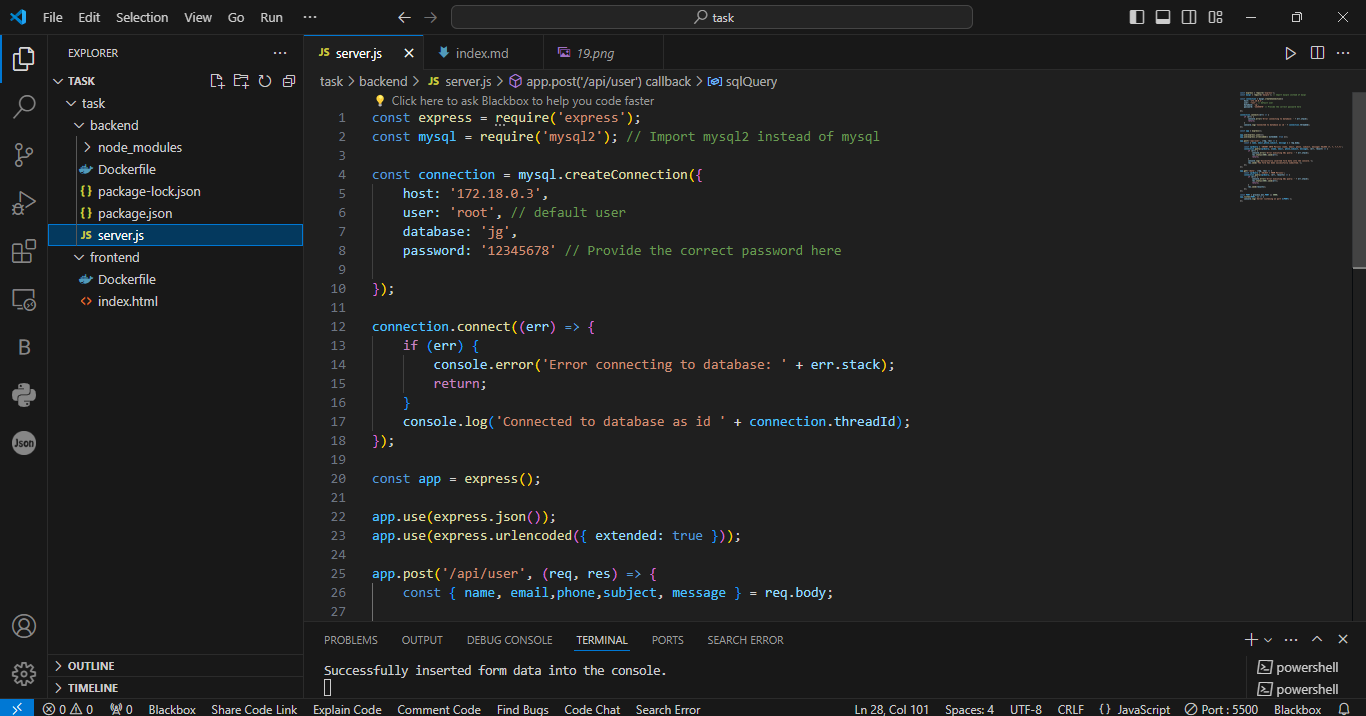 File Edit Selection View Go Run ··· task
EXPLORER ···
TASK
task
backend
node_modules
Dockerfile
{} package-lock.json
{} package.json
JS server.js
frontend
Dockerfile
<> index.html
OUTLINE
TIMELINE
B
Json
JS server.js × index.md 19.png
task > backend > JS server.js > app.post('/api/user') callback > sqlQuery
Click here to ask Blackbox to help you code faster
1 const express = require('express');
2 const mysql = require('mysql2'); // Import mysql2 instead of mysql
3
4 const connection = mysql.createConnection({
5 host: '172.18.0.3',
6 user: 'root', // default user
7 database: 'jg',
8 password: '12345678' // Provide the correct password here
9
10 });
11
12 connection.connect((err) => {
13 if (err) {
14 console.error('Error connecting to database: ' + err.stack);
15 return;
16 }
17 console.log('Connected to database as id ' + connection.threadId);
18 });
19
20 const app = express();
21
22 app.use(express.json());
23 app.use(express.urlencoded({ extended: true }));
24
25 app.post('/api/user', (req, res) => {
26 const { name, email,phone,subject, message } = req.body;
27
PROBLEMS OUTPUT DEBUG CONSOLE TERMINAL PORTS SEARCH ERROR
Successfully inserted form data into the console.
powershell
powershell
0 0 0 Blackbox Share Code Link Explain Code Comment Code Find Bugs Code Chat Search Error Ln 28, Col 101 Spaces: 4 UTF-8 CRLF {} JavaScript Port : 5500 Blackbox